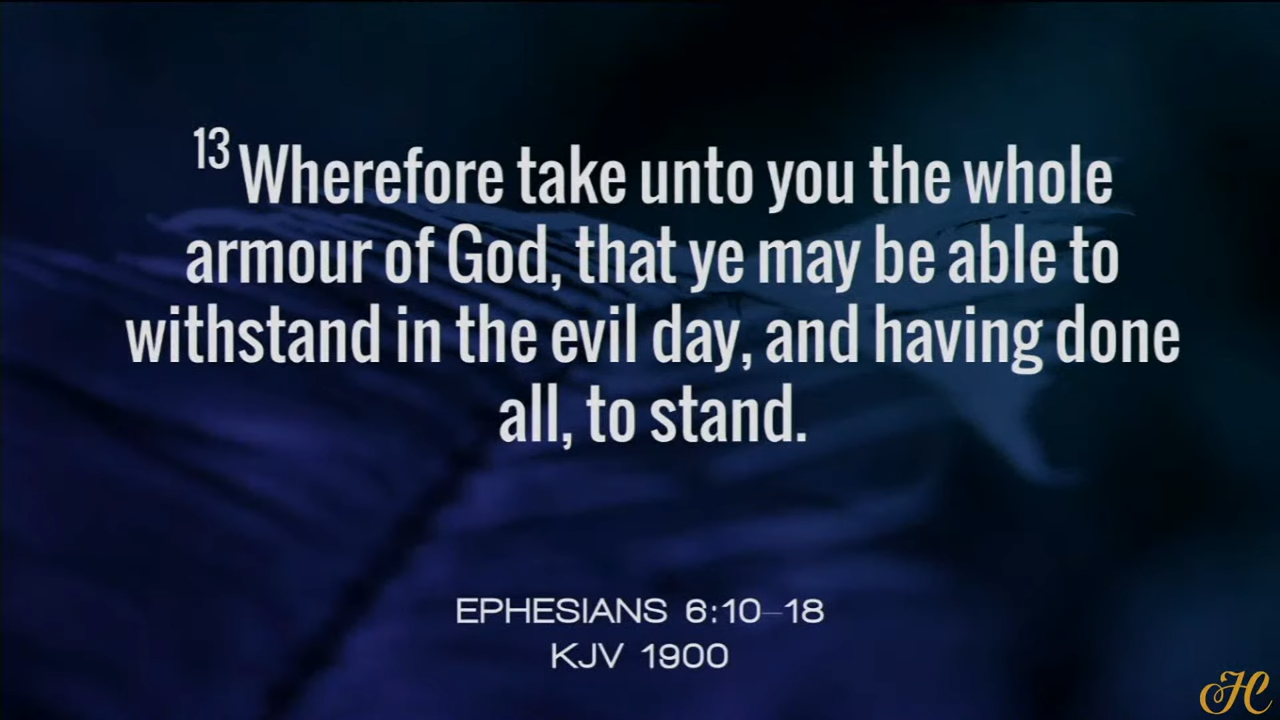 13 Wherefore take unto you the whole
armour of God, that ye may be able to
withstand in the evil day, and having done
all, to stand.
EPHESIANS 6:10–18
KJV 1900
HC